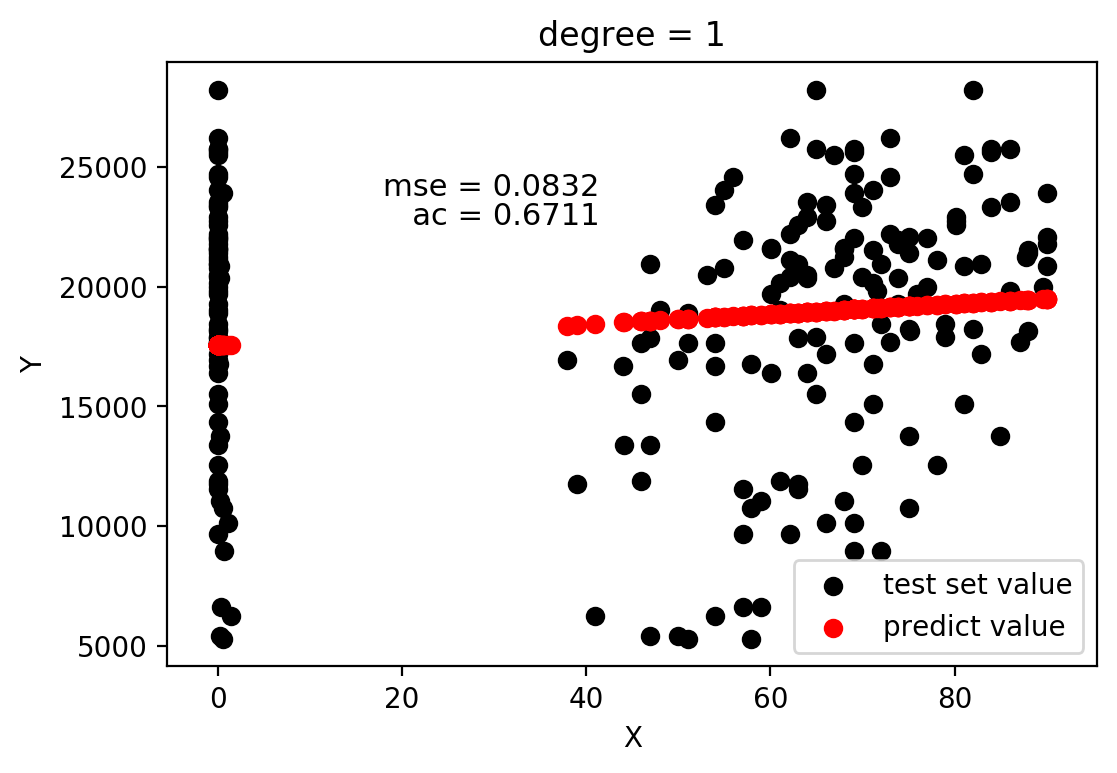 degree = 1
mse = 0.0832
ac = 0.6711
Y
25000
20000
15000
10000
5000
0
20
40
60
80
X
test set value
predict value